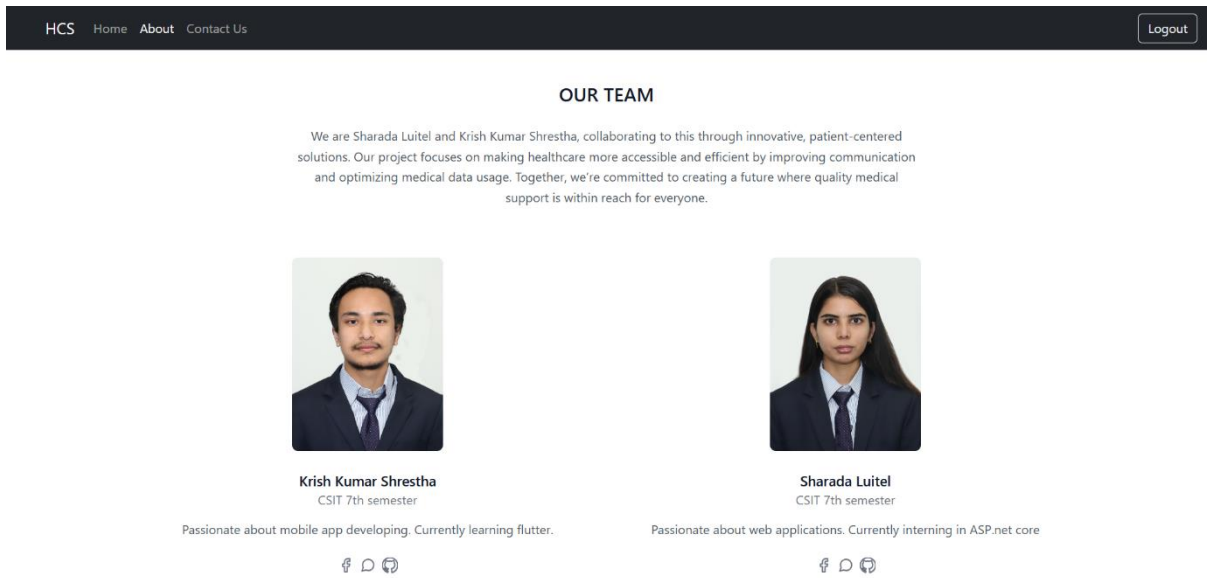 HCS Home About Contact Us Logout
OUR TEAM
We are Sharada Luitel and Krish Kumar Shrestha, collaborating to this through innovative, patient-centered
solutions. Our project focuses on making healthcare more accessible and efficient by improving communication
and optimizing medical data usage. Together, we're committed to creating a future where quality medical
support is within reach for everyone.
Krish Kumar Shrestha
CSIT 7th semester
Passionate about mobile app developing. Currently learning flutter.
Sharada Luitel
CSIT 7th semester
Passionate about web applications. Currently interning in ASP.net core